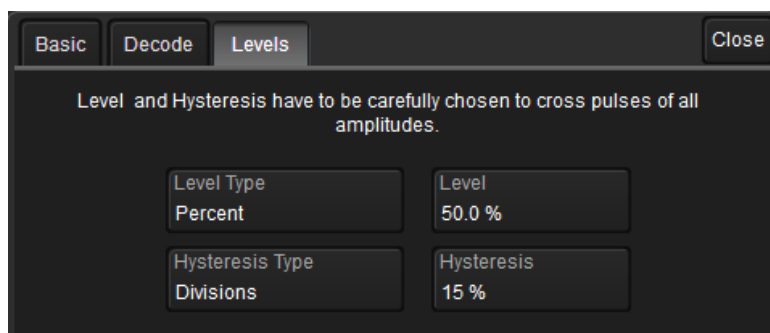 Basic Decode Levels Close
Level and Hysteresis have to be carefully chosen to cross pulses of all
amplitudes.
Level Type Level
Percent 50.0 %
Hysteresis Type Hysteresis
Divisions 15 %